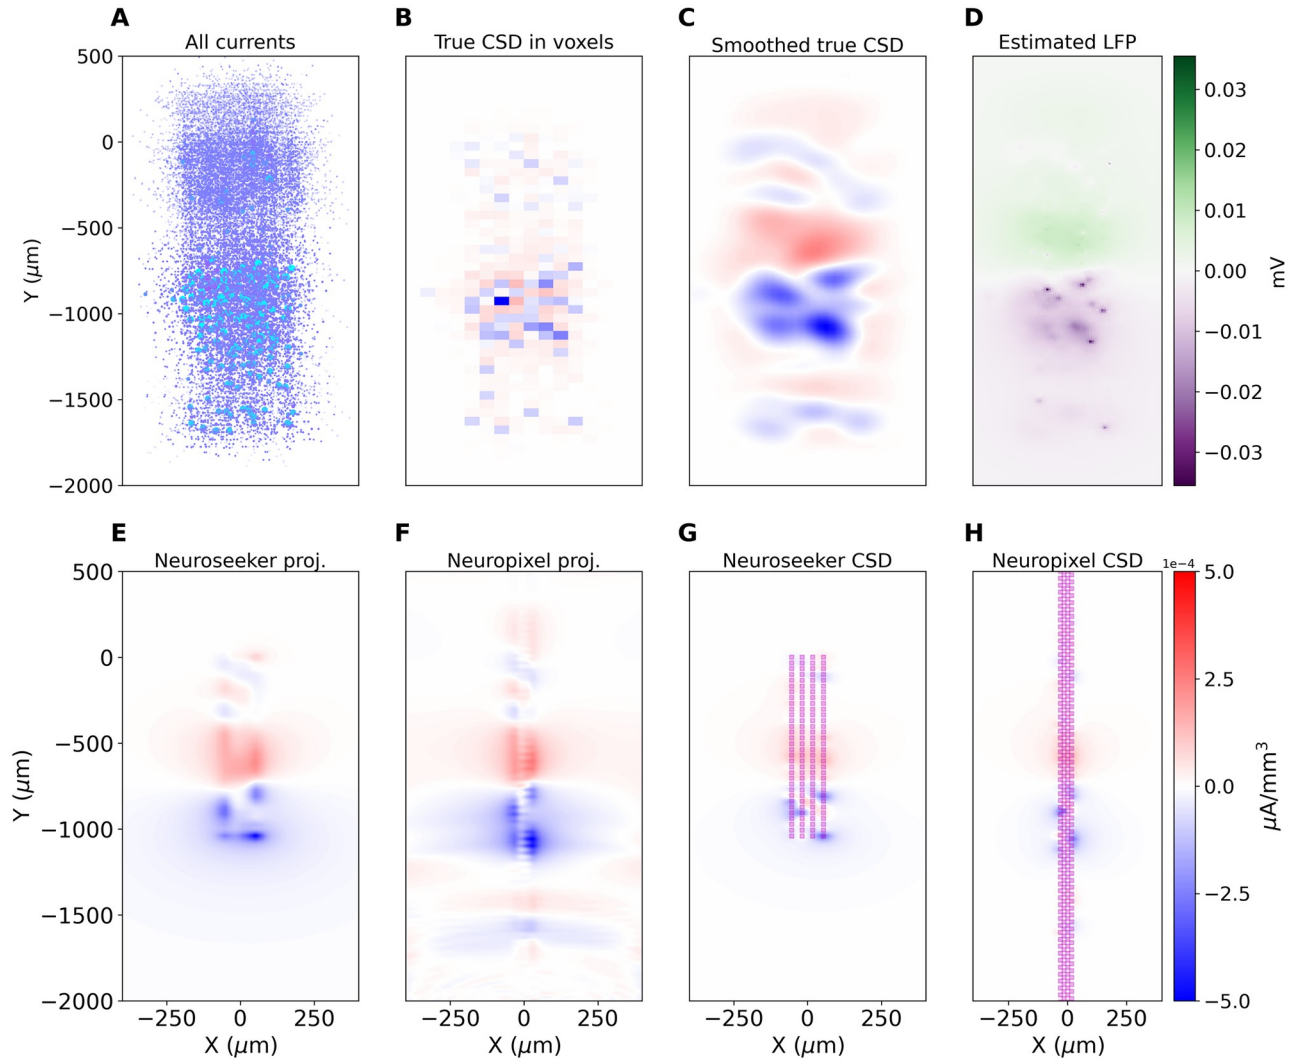 A
B
C
D
All currents
True CSD in voxels
Smoothed true CSD
Estimated LFP
500
0
−500
−1000
−1500
−2000
Y (μm)
0.03
0.02
0.01
0.00
−0.01
−0.02
−0.03
mV
E
F
G
H
Neuroseeker proj.
Neuropixel proj.
Neuroseeker CSD
Neuropixel CSD
1e−4
500
0
−500
−1000
−1500
−2000
Y (μm)
5.0
2.5
0.0
−2.5
−5.0
μA/mm³
−250 0 250
−250 0 250
−250 0 250
−250 0 250
X (μm)
X (μm)
X (μm)
X (μm)